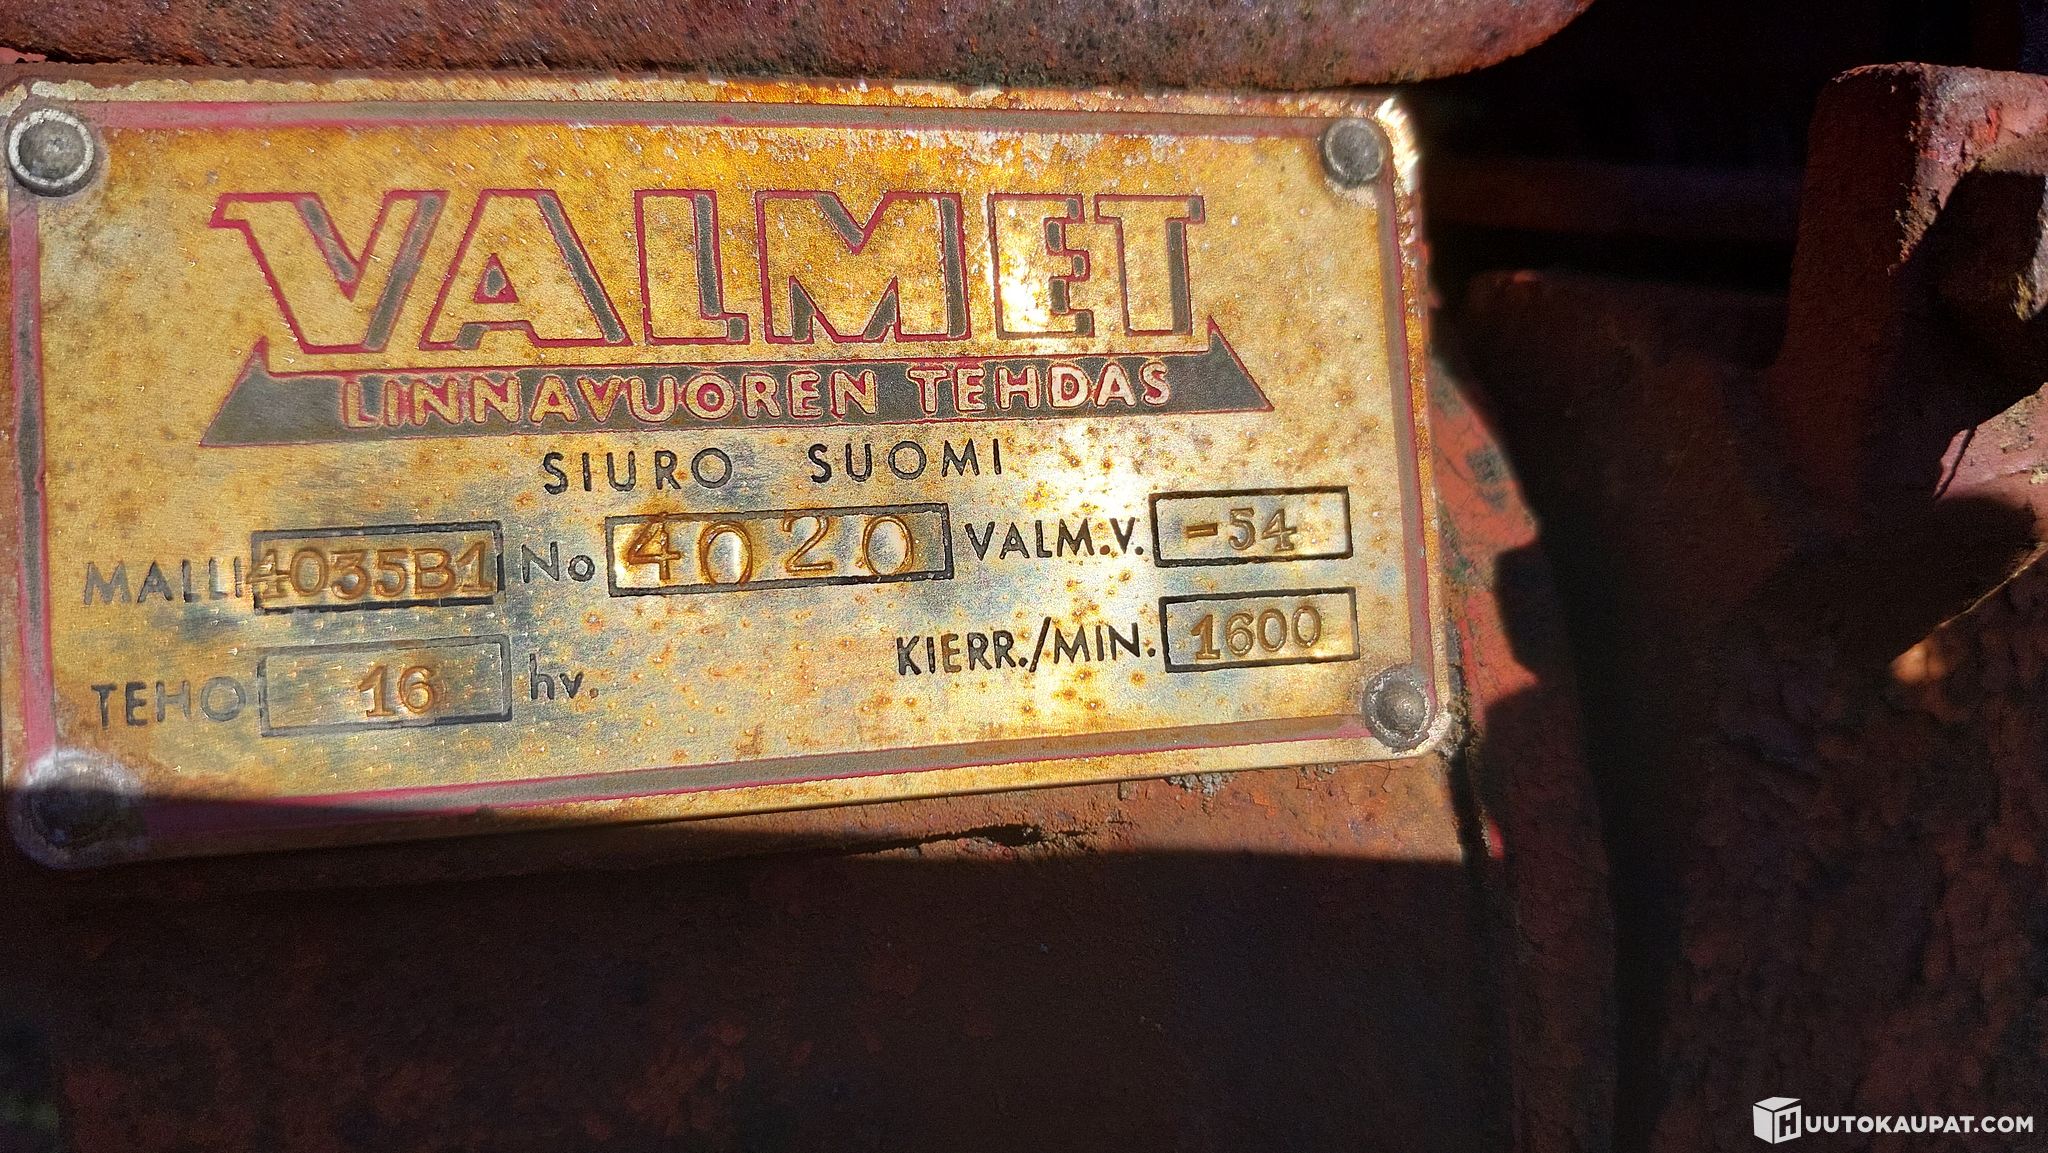 VALMET
LINNAVUOREN TEHDAS
SIURO SUOMI
MALLI 4035B1 No 4020 VALM.V. -54
TEHO 16 hv. KIERR./MIN. 1600
HUUTOKAUPAT.COM